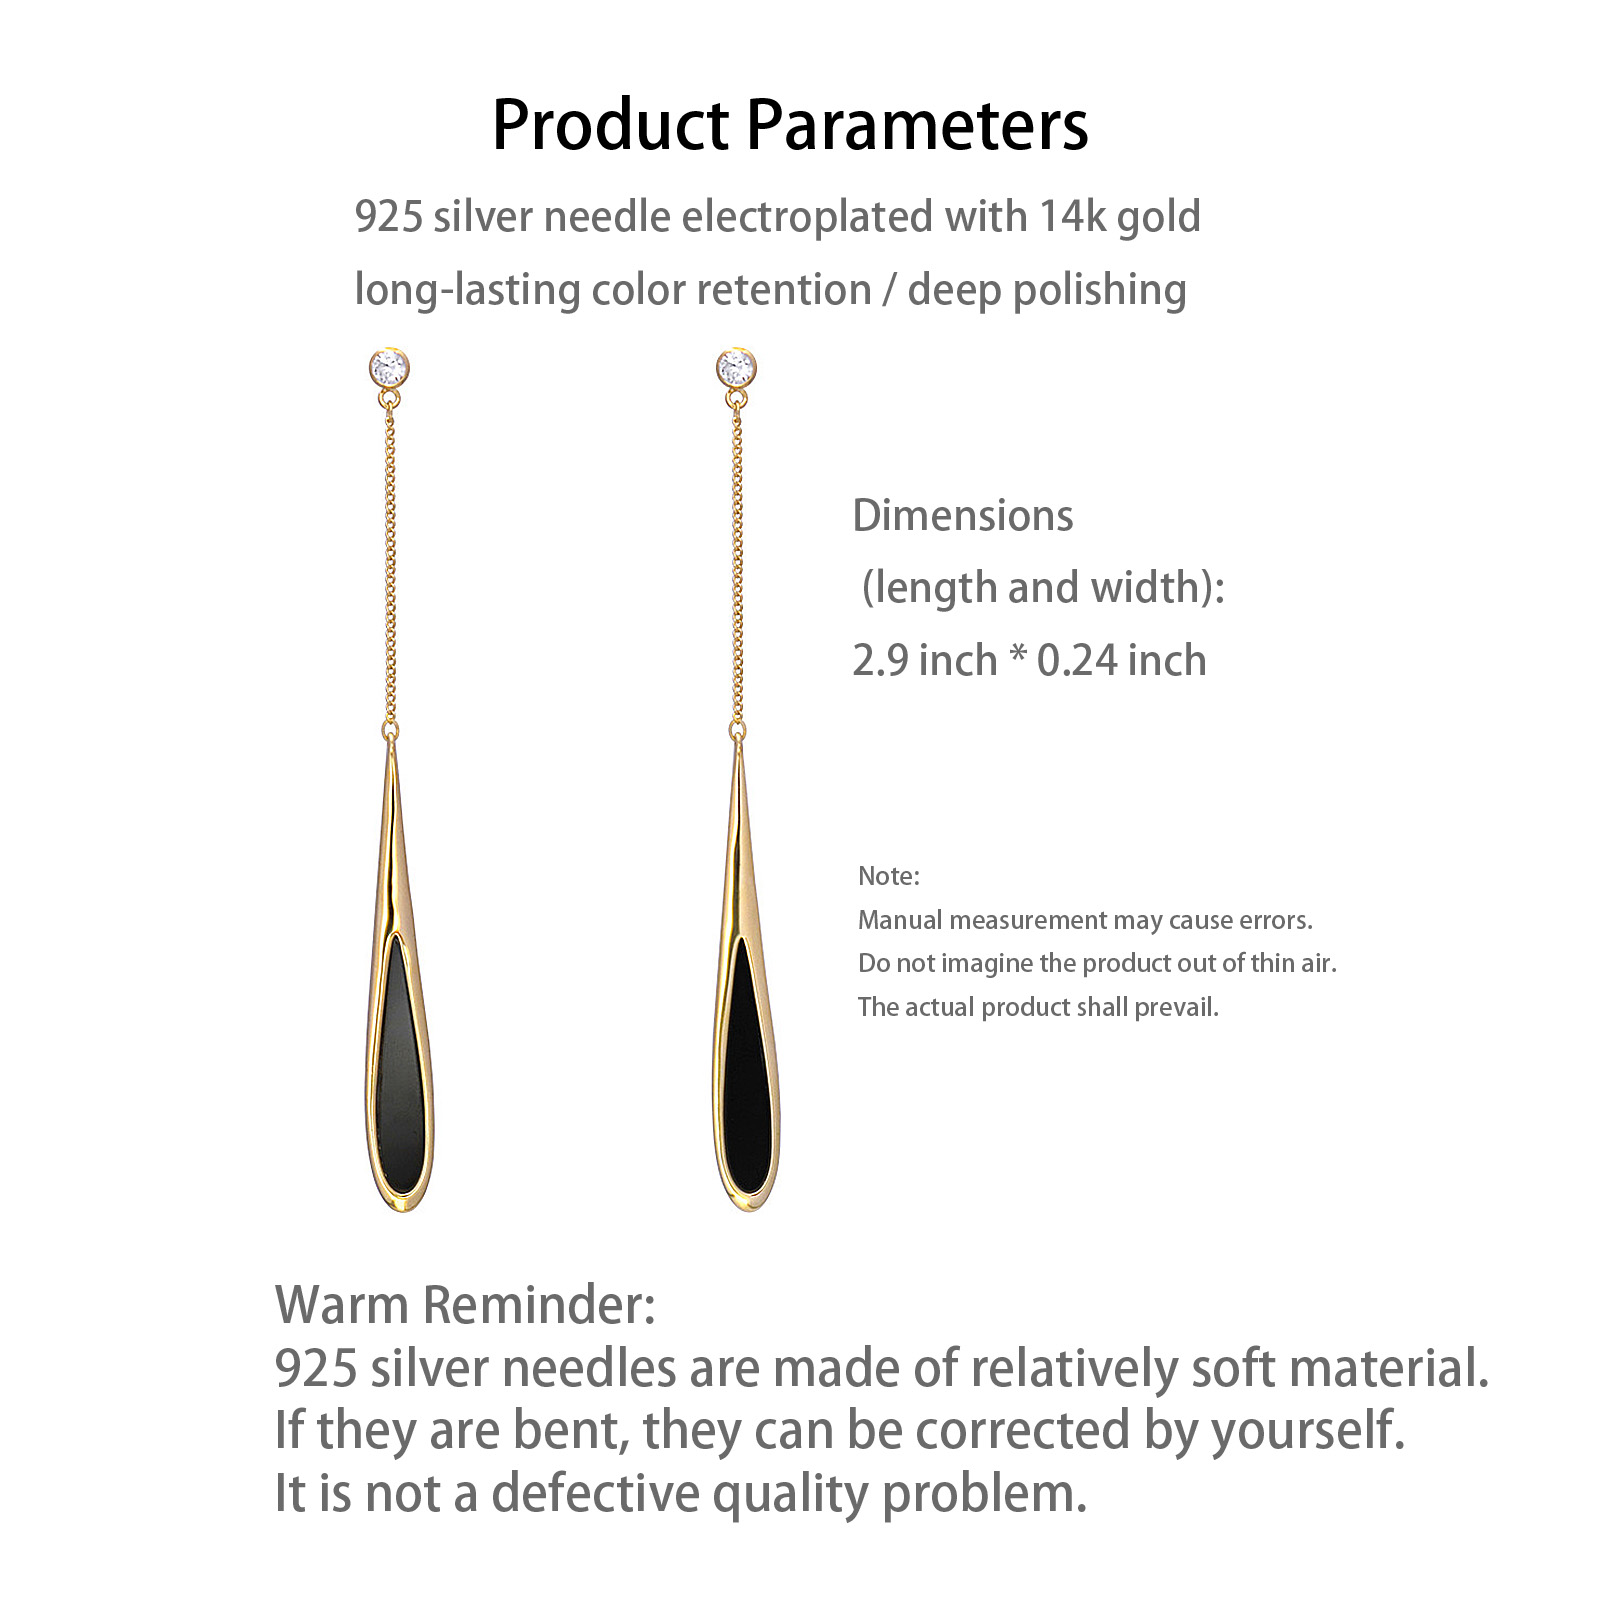 Product Parameters
925 silver needle electroplated with 14k gold
long-lasting color retention / deep polishing
Dimensions
(length and width):
2.9 inch * 0.24 inch
Note:
Manual measurement may cause errors.
Do not imagine the product out of thin air.
The actual product shall prevail.
Warm Reminder:
925 silver needles are made of relatively soft material.
If they are bent, they can be corrected by yourself.
It is not a defective quality problem.